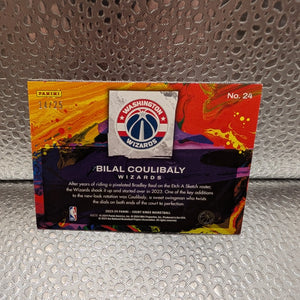 PANINI
No. 24
WASHINGTON
WIZARDS
BILAL COULIBALY
WIZARDS
After years of riding a pixelated Bradley Beal on the Etch A Sketch roster,
the Wizards shook it up and started over in 2023. One of the key additions
to the new-look rotation was Coulibaly, a sweet swingman who twists
the dials on both ends of the court to perfection.
2023-24 PANINI - COURT KINGS BASKETBALL